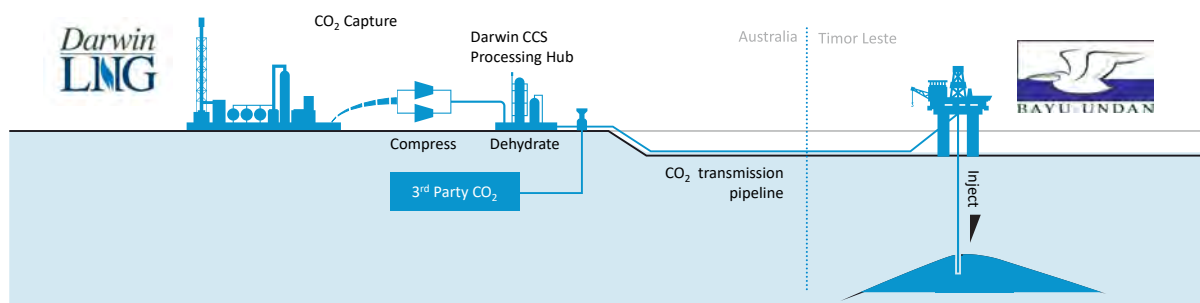 Darwin
LNG
CO₂ Capture
Darwin CCS
Processing Hub
Australia
Timor Leste
BAYU-UNDAN
Compress
Dehydrate
3rd Party CO₂
CO₂ transmission
pipeline
Inject